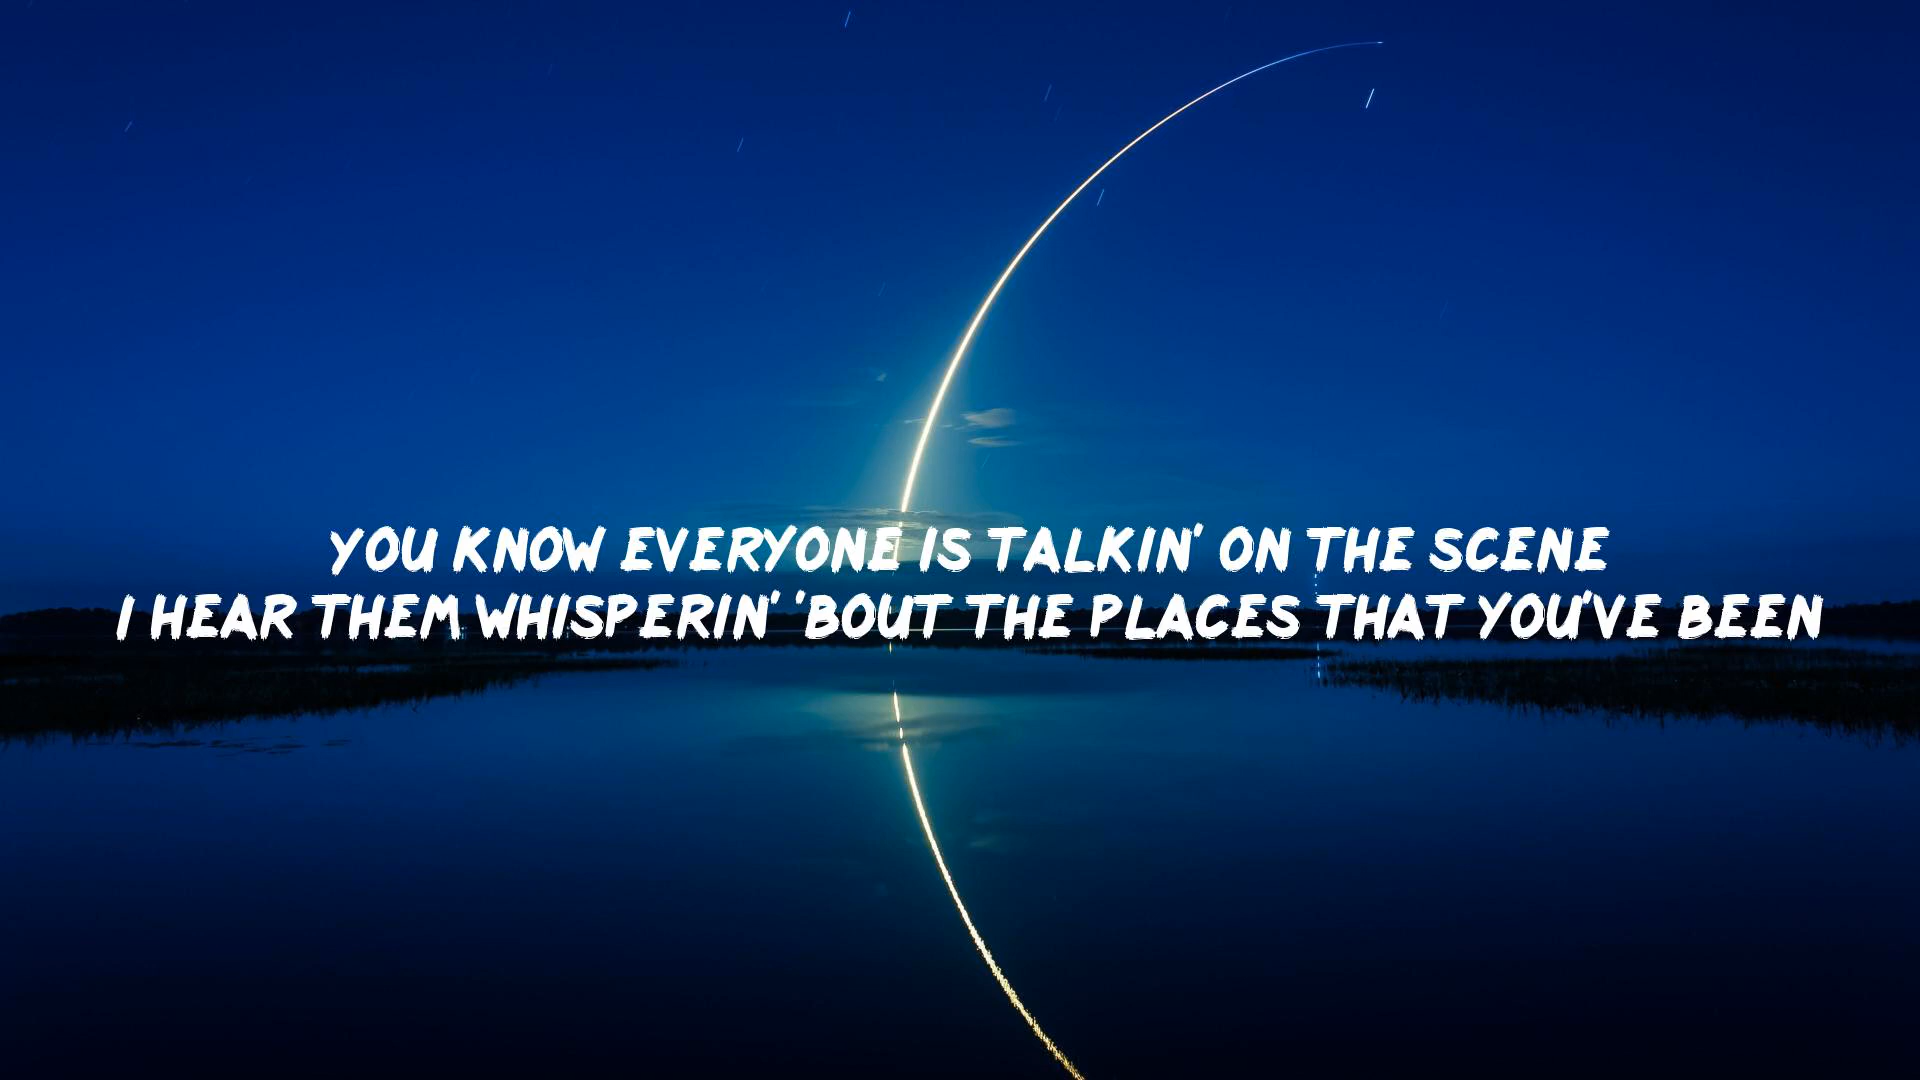 YOU KNOW EVERYONE IS TALKIN' ON THE SCENE
I HEAR THEM WHISPERIN' 'BOUT THE PLACES THAT YOU'VE BEEN